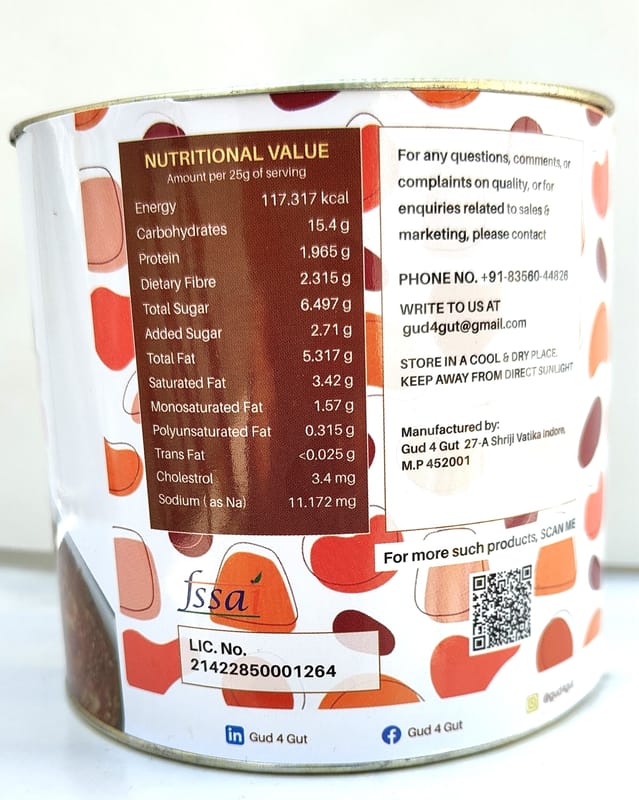 NUTRITIONAL VALUE
Amount per 25g of serving
Energy 117.317 kcal
Carbohydrates 15.4 g
Protein 1.965 g
Dietary Fibre 2.315 g
Total Sugar 6.497 g
Added Sugar 2.71 g
Total Fat 5.317 g
Saturated Fat 3.42 g
Monosaturated Fat 1.57 g
Polyunsaturated Fat 0.315 g
Trans Fat <0.025 g
Cholestrol 3.4 mg
Sodium ( as Na) 11.172 mg
For any questions, comments, or
complaints on quality, or for
enquiries related to sales &
marketing, please contact
PHONE NO. +91-83560-44826
WRITE TO US AT
gud4gut@gmail.com
STORE IN A COOL & DRY PLACE.
KEEP AWAY FROM DIRECT SUNLIGHT
Manufactured by:
Gud 4 Gut 27-A Shriji Vatika Indore,
M.P 452001
For more such products, SCAN ME
fssai
LIC. No.
21422850001264
Gud 4 Gut
Gud 4 Gut
@gud4gut